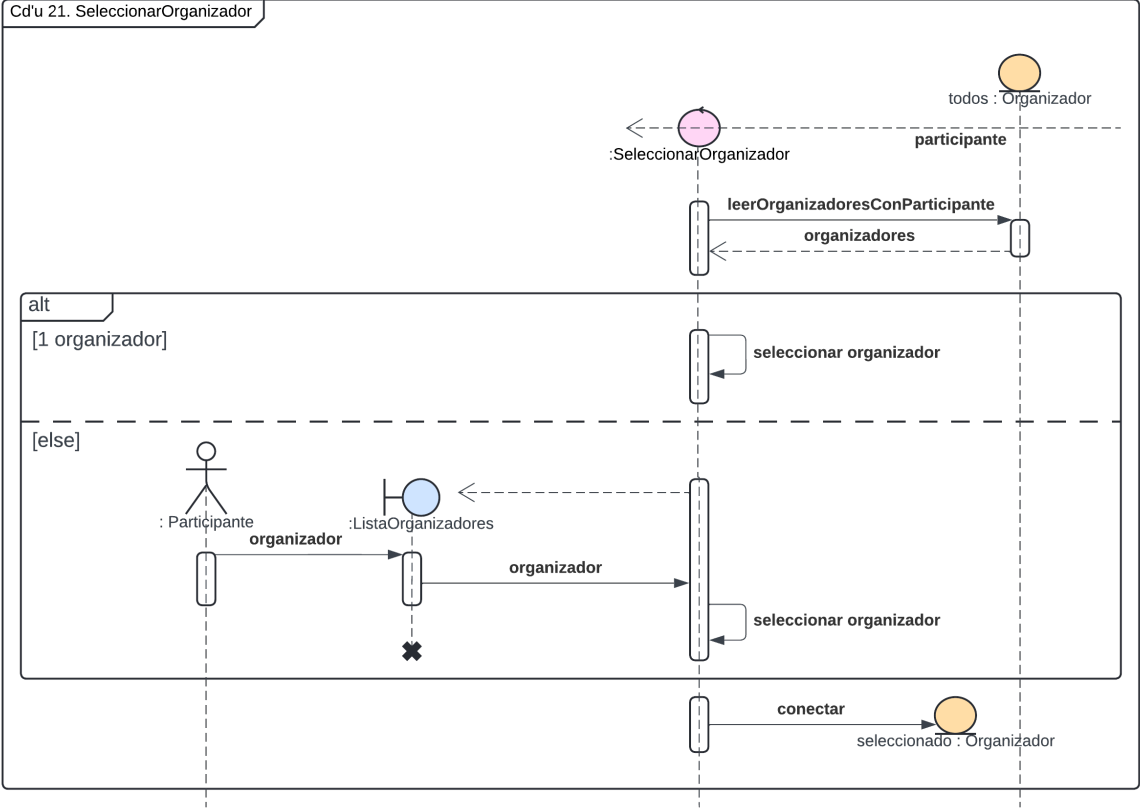 Cd'u 21. SeleccionarOrganizador
todos : Organizador
participante
:SeleccionarOrganizador
leerOrganizadoresConParticipante
organizadores
alt
[1 organizador]
seleccionar organizador
[else]
: Participante
:ListaOrganizadores
organizador
organizador
seleccionar organizador
conectar
seleccionado : Organizador